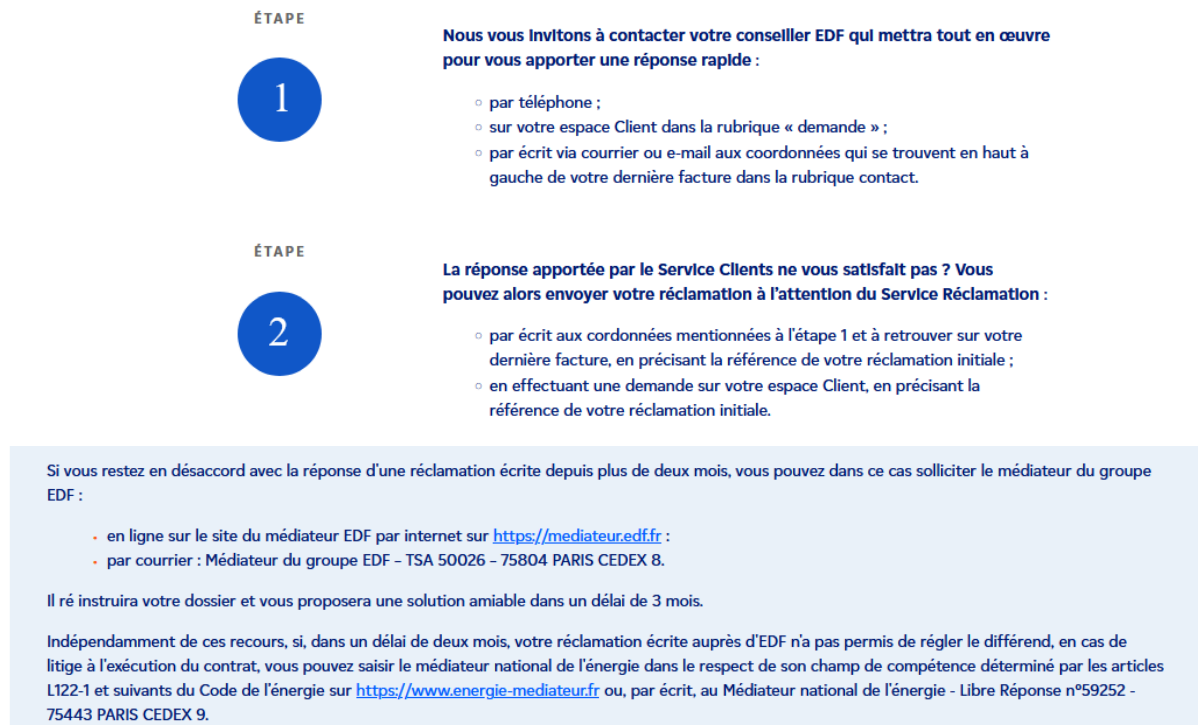 ÉTAPE
1
Nous vous invitons à contacter votre conseiller EDF qui mettra tout en œuvre
pour vous apporter une réponse rapide :
◦ par téléphone ;
◦ sur votre espace Client dans la rubrique « demande » ;
◦ par écrit via courrier ou e-mail aux coordonnées qui se trouvent en haut à
gauche de votre dernière facture dans la rubrique contact.
ÉTAPE
2
La réponse apportée par le Service Clients ne vous satisfait pas ? Vous
pouvez alors envoyer votre réclamation à l’attention du Service Réclamation :
◦ par écrit aux cordonnées mentionnées à l’étape 1 et à retrouver sur votre
dernière facture, en précisant la référence de votre réclamation initiale ;
◦ en effectuant une demande sur votre espace Client, en précisant la
référence de votre réclamation initiale.
Si vous restez en désaccord avec la réponse d’une réclamation écrite depuis plus de deux mois, vous pouvez dans ce cas solliciter le médiateur du groupe
EDF :
• en ligne sur le site du médiateur EDF par internet sur https://mediateur.edf.fr :
• par courrier : Médiateur du groupe EDF – TSA 50026 – 75804 PARIS CEDEX 8.
Il ré instruira votre dossier et vous proposera une solution amiable dans un délai de 3 mois.
Indépendamment de ces recours, si, dans un délai de deux mois, votre réclamation écrite auprès d’EDF n’a pas permis de régler le différend, en cas de
litige à l’exécution du contrat, vous pouvez saisir le médiateur national de l’énergie dans le respect de son champ de compétence déterminé par les articles
L122-1 et suivants du Code de l’énergie sur https://www.energie-mediateur.fr ou, par écrit, au Médiateur national de l’énergie - Libre Réponse nº59252 -
75443 PARIS CEDEX 9.